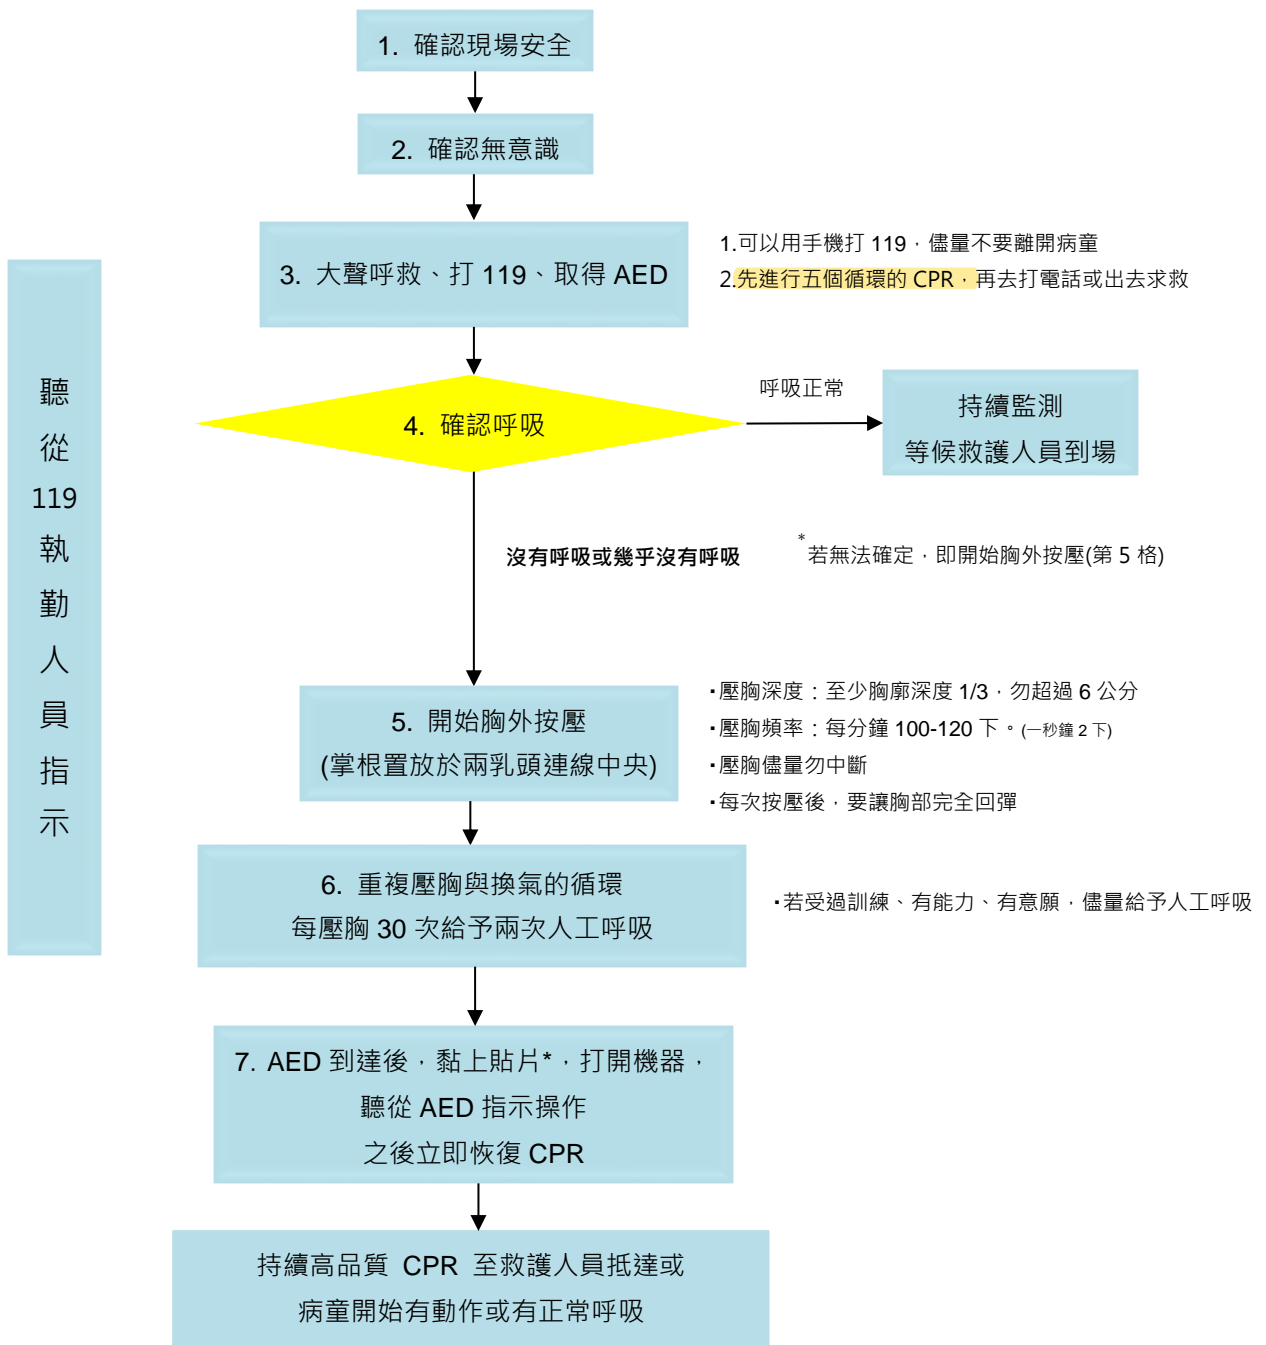 1. 確認現場安全
2. 確認無意識
3. 大聲呼救、打 119、取得 AED
1.可以用手機打 119，儘量不要離開病童
2.先進行五個循環的 CPR，再去打電話或出去求救
聽
從
119
執
勤
人
員
指
示
4. 確認呼吸
呼吸正常
持續監測
等候救護人員到場
沒有呼吸或幾乎沒有呼吸
*若無法確定，即開始胸外按壓(第 5 格)
5. 開始胸外按壓
(掌根置放於兩乳頭連線中央)
▪壓胸深度：至少胸廓深度 1/3，勿超過 6 公分
▪壓胸頻率：每分鐘 100-120 下。(一秒鐘 2 下)
▪壓胸儘量勿中斷
▪每次按壓後，要讓胸部完全回彈
6. 重複壓胸與換氣的循環
每壓胸 30 次給予兩次人工呼吸
▪若受過訓練、有能力、有意願，儘量給予人工呼吸
7. AED 到達後，黏上貼片*，打開機器，
聽從 AED 指示操作
之後立即恢復 CPR
持續高品質 CPR 至救護人員抵達或
病童開始有動作或有正常呼吸